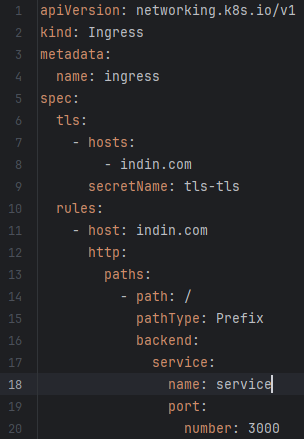 1 apiVersion: networking.k8s.io/v1
2 kind: Ingress
3 metadata:
4   name: ingress
5 spec:
6   tls:
7     - hosts:
8         - indin.com
9       secretName: tls-tls
10   rules:
11     - host: indin.com
12       http:
13         paths:
14           - path: /
15             pathType: Prefix
16             backend:
17               service:
18                 name: service
19                 port:
20                   number: 3000